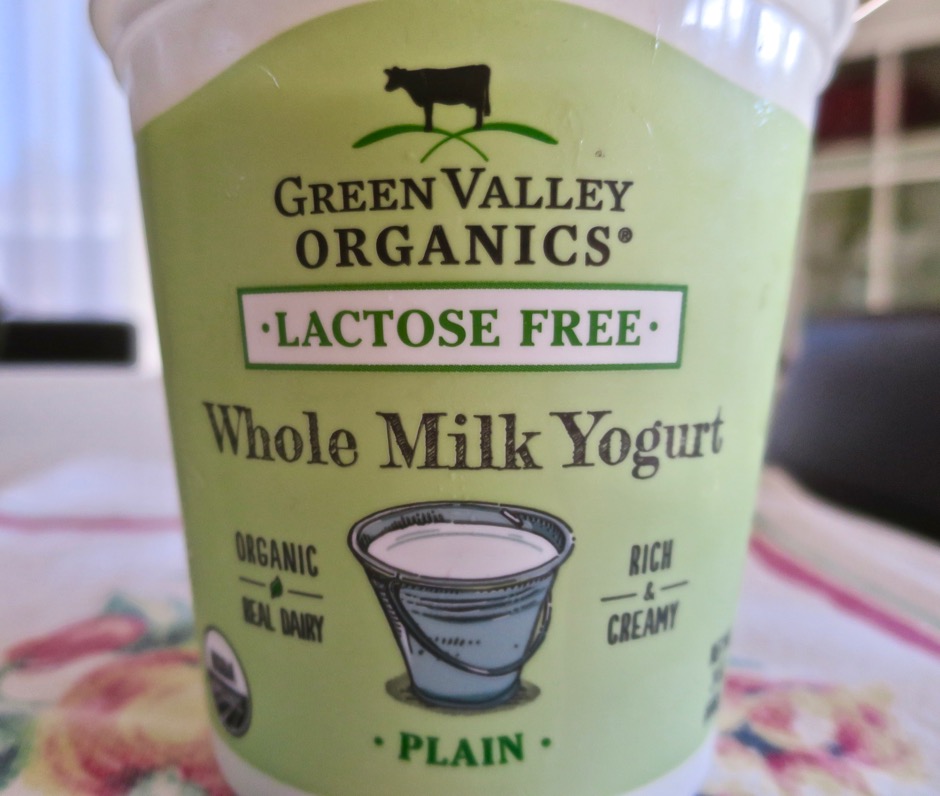 GREEN VALLEY
ORGANICS®
·LACTOSE FREE·
Whole Milk Yogurt
ORGANIC
REAL DAIRY
RICH
&
CREAMY
· PLAIN ·